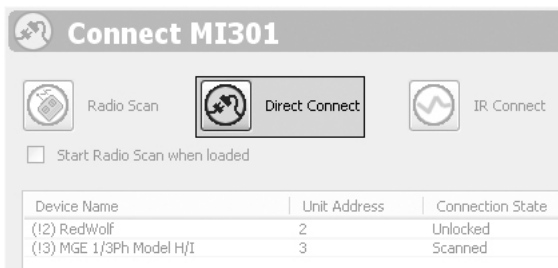 Connect MI301
Radio Scan Direct Connect IR Connect
Start Radio Scan when loaded
Device Name Unit Address Connection State
(!2) RedWolf 2 Unlocked
(!3) MGE 1/3Ph Model H/I 3 Scanned